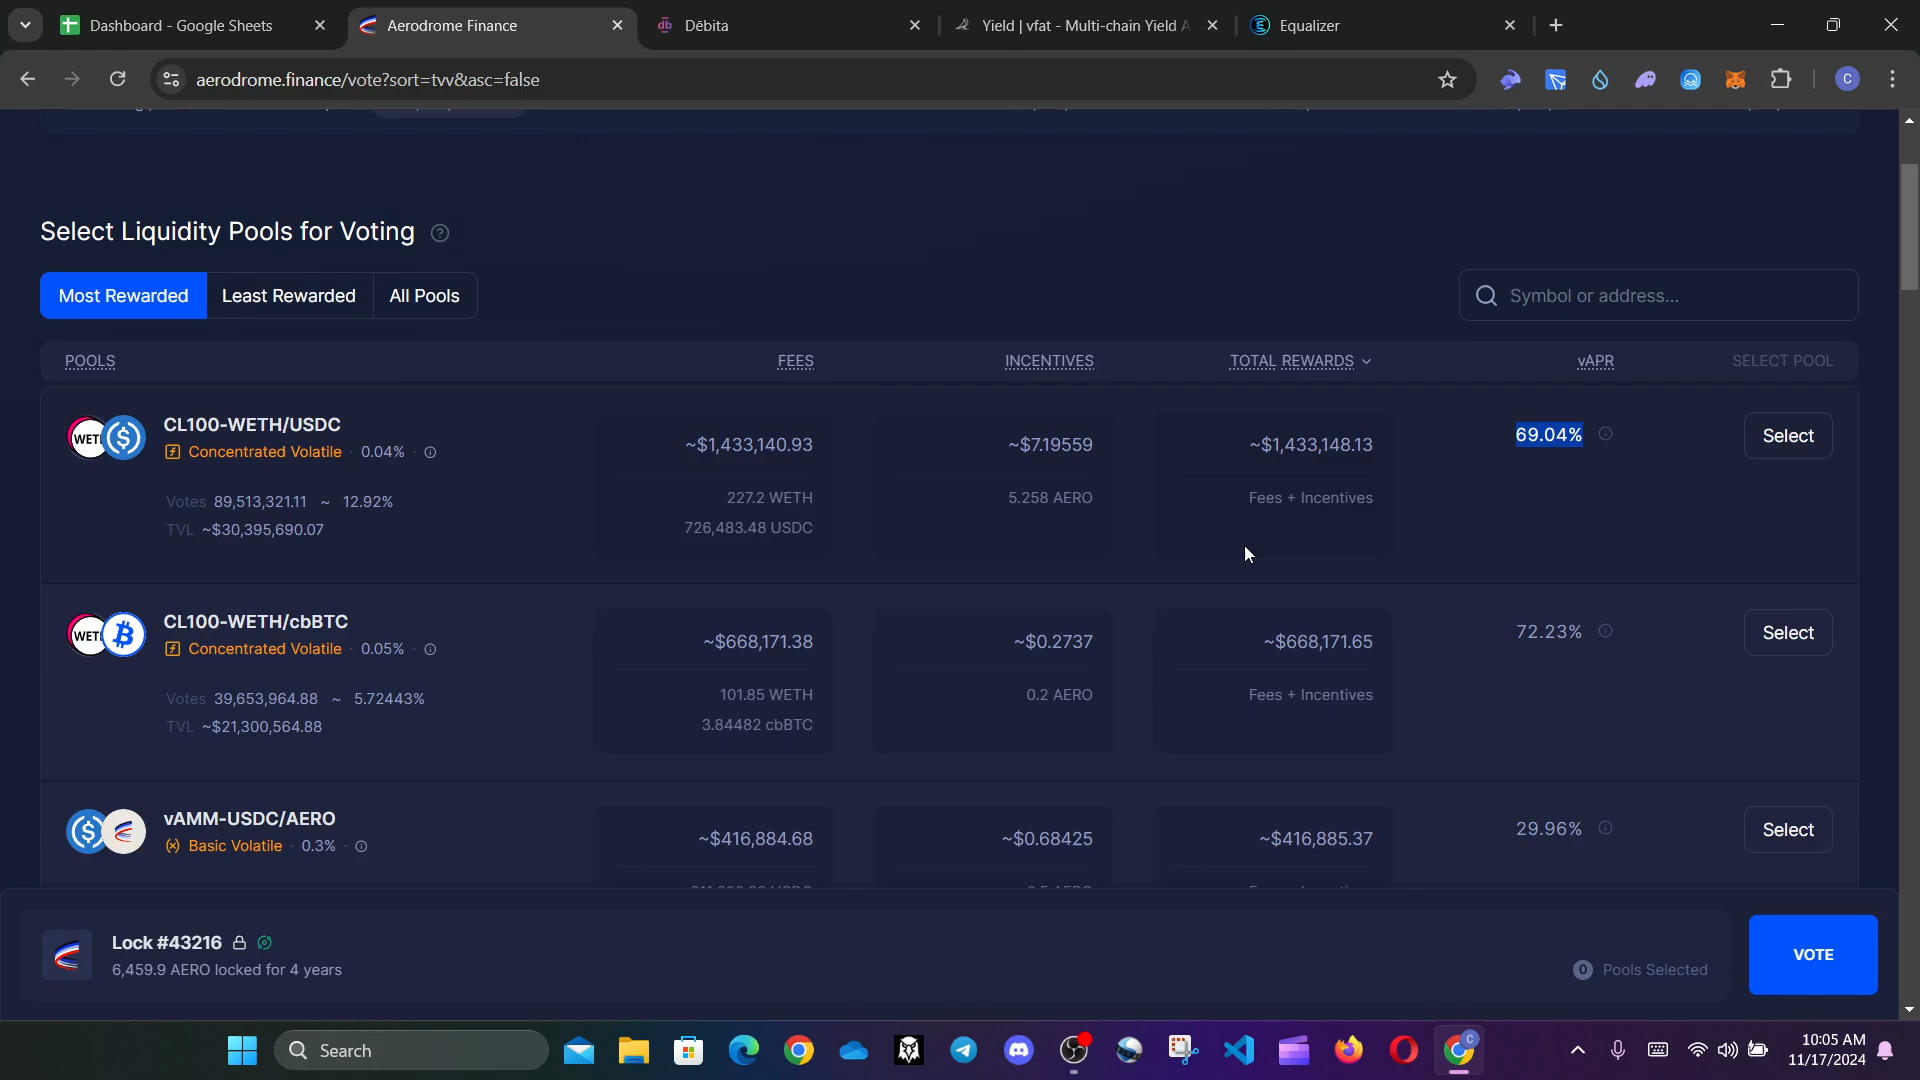 Dashboard - Google Sheets
Aerodrome Finance
Dēbita
Yield | vfat - Multi-chain Yield A
Equalizer
aerodrome.finance/vote?sort=tvv&asc=false
C
Select Liquidity Pools for Voting
Most Rewarded Least Rewarded All Pools
Symbol or address...
POOLS FEES INCENTIVES TOTAL REWARDS vAPR SELECT POOL
CL100-WETH/USDC
Concentrated Volatile · 0.04% ·
Votes 89,513,321.11 ~ 12.92%
TVL ~$30,395,690.07
~$1,433,140.93
227.2 WETH
726,483.48 USDC
~$7.19559
5.258 AERO
~$1,433,148.13
Fees + Incentives
69.04%
Select
CL100-WETH/cbBTC
Concentrated Volatile · 0.05% ·
Votes 39,653,964.88 ~ 5.72443%
TVL ~$21,300,564.88
~$668,171.38
101.85 WETH
3.84482 cbBTC
~$0.2737
0.2 AERO
~$668,171.65
Fees + Incentives
72.23%
Select
vAMM-USDC/AERO
Basic Volatile · 0.3% ·
~$416,884.68
~$0.68425
~$416,885.37
29.96%
Select
Lock #43216
6,459.9 AERO locked for 4 years
0 Pools Selected
VOTE
Search
10:05 AM
11/17/2024